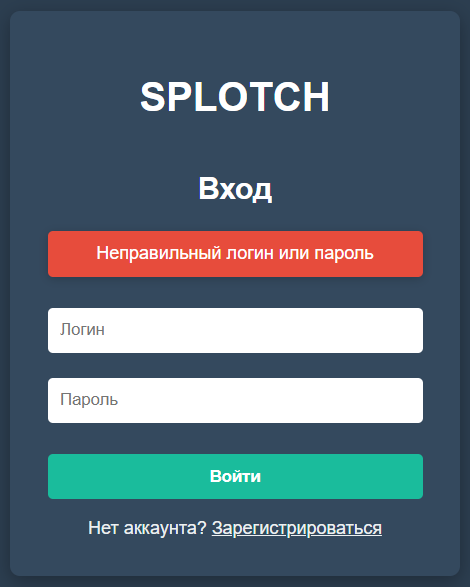 SPLOTCH
Вход
Неправильный логин или пароль
Логин
Пароль
Войти
Нет аккаунта? Зарегистрироваться